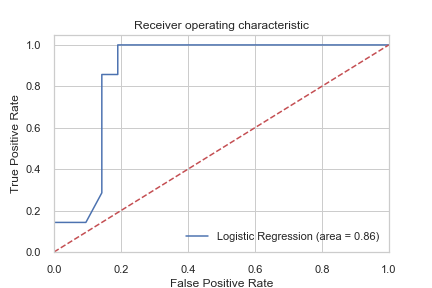 Receiver operating characteristic
True Positive Rate
1.0
0.8
0.6
0.4
0.2
0.0
Logistic Regression (area = 0.86)
0.0 0.2 0.4 0.6 0.8 1.0
False Positive Rate